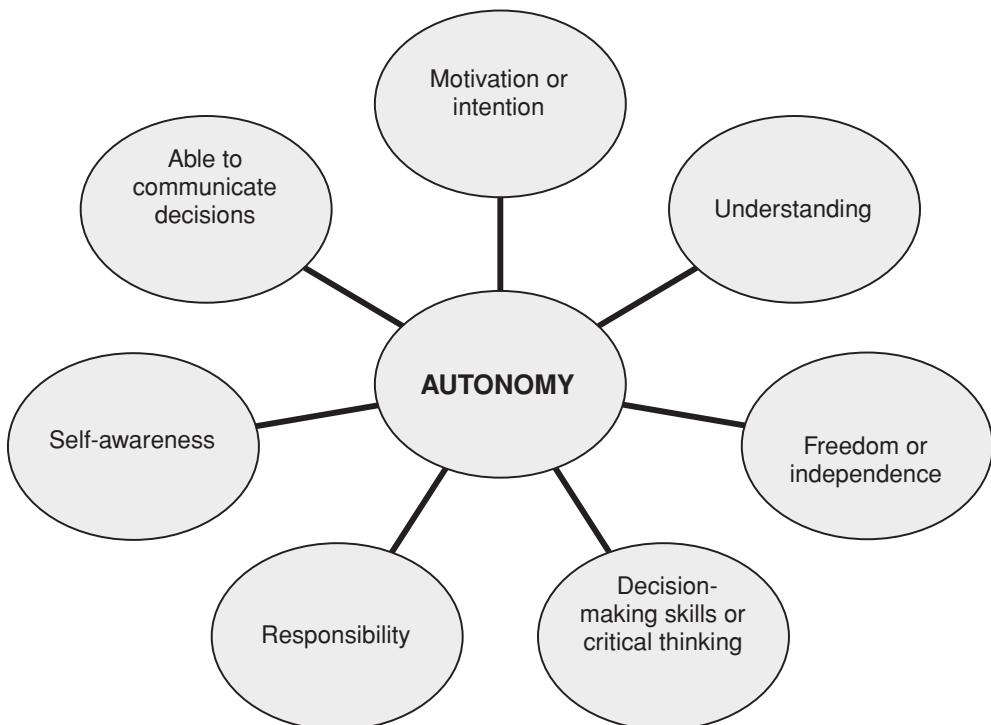 Motivation or
intention
Able to
communicate
decisions
Understanding
AUTONOMY
Self-awareness
Freedom or
independence
Responsibility
Decision-
making skills or
critical thinking